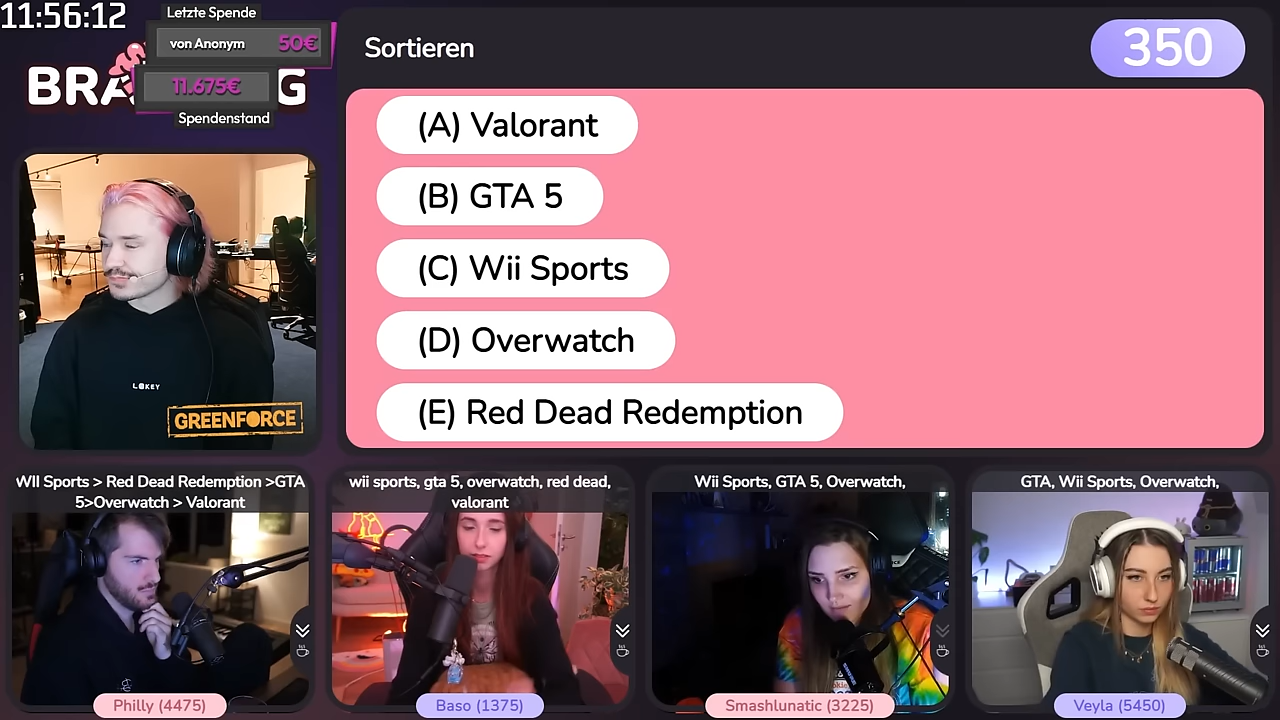 11:56:12
Letzte Spende
von Anonym 50€
BRA G
11.675€
Spendenstand
Sortieren
350
(A) Valorant
(B) GTA 5
(C) Wii Sports
(D) Overwatch
(E) Red Dead Redemption
LOKEY
GREENFORCE
WII Sports > Red Dead Redemption >GTA
5>Overwatch > Valorant
wii sports, gta 5, overwatch, red dead,
valorant
Wii Sports, GTA 5, Overwatch,
GTA, Wii Sports, Overwatch,
Philly (4475)
Baso (1375)
Smashlunatic (3225)
Veyla (5450)